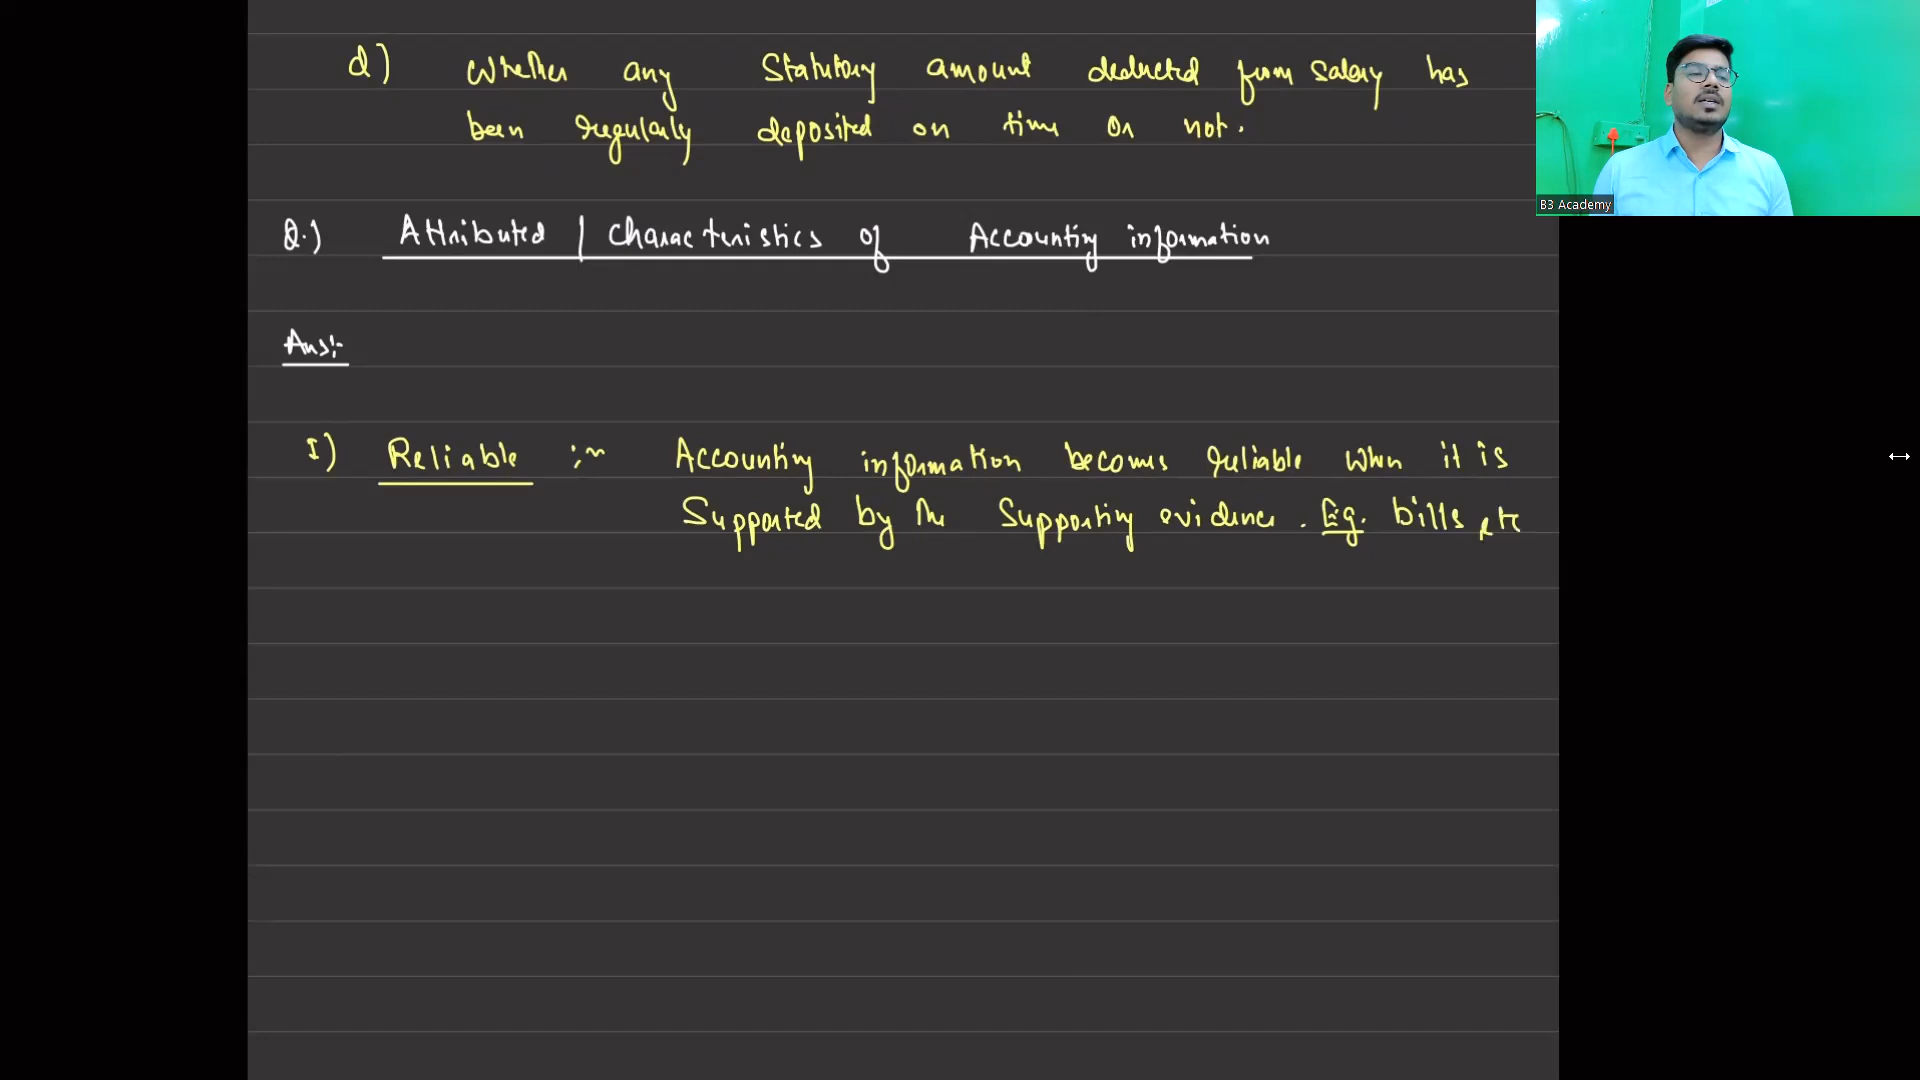 d) Whether any Statutory amount deducted from salary has
been regularly deposited on time or not.
B3 Academy
Q.) Attributed / Characteristics of Accounting information
Ans:-
I) Reliable :~ Accounting information becomes reliable when it is
Supported by the Supporting evidence. Eg. bills, etc